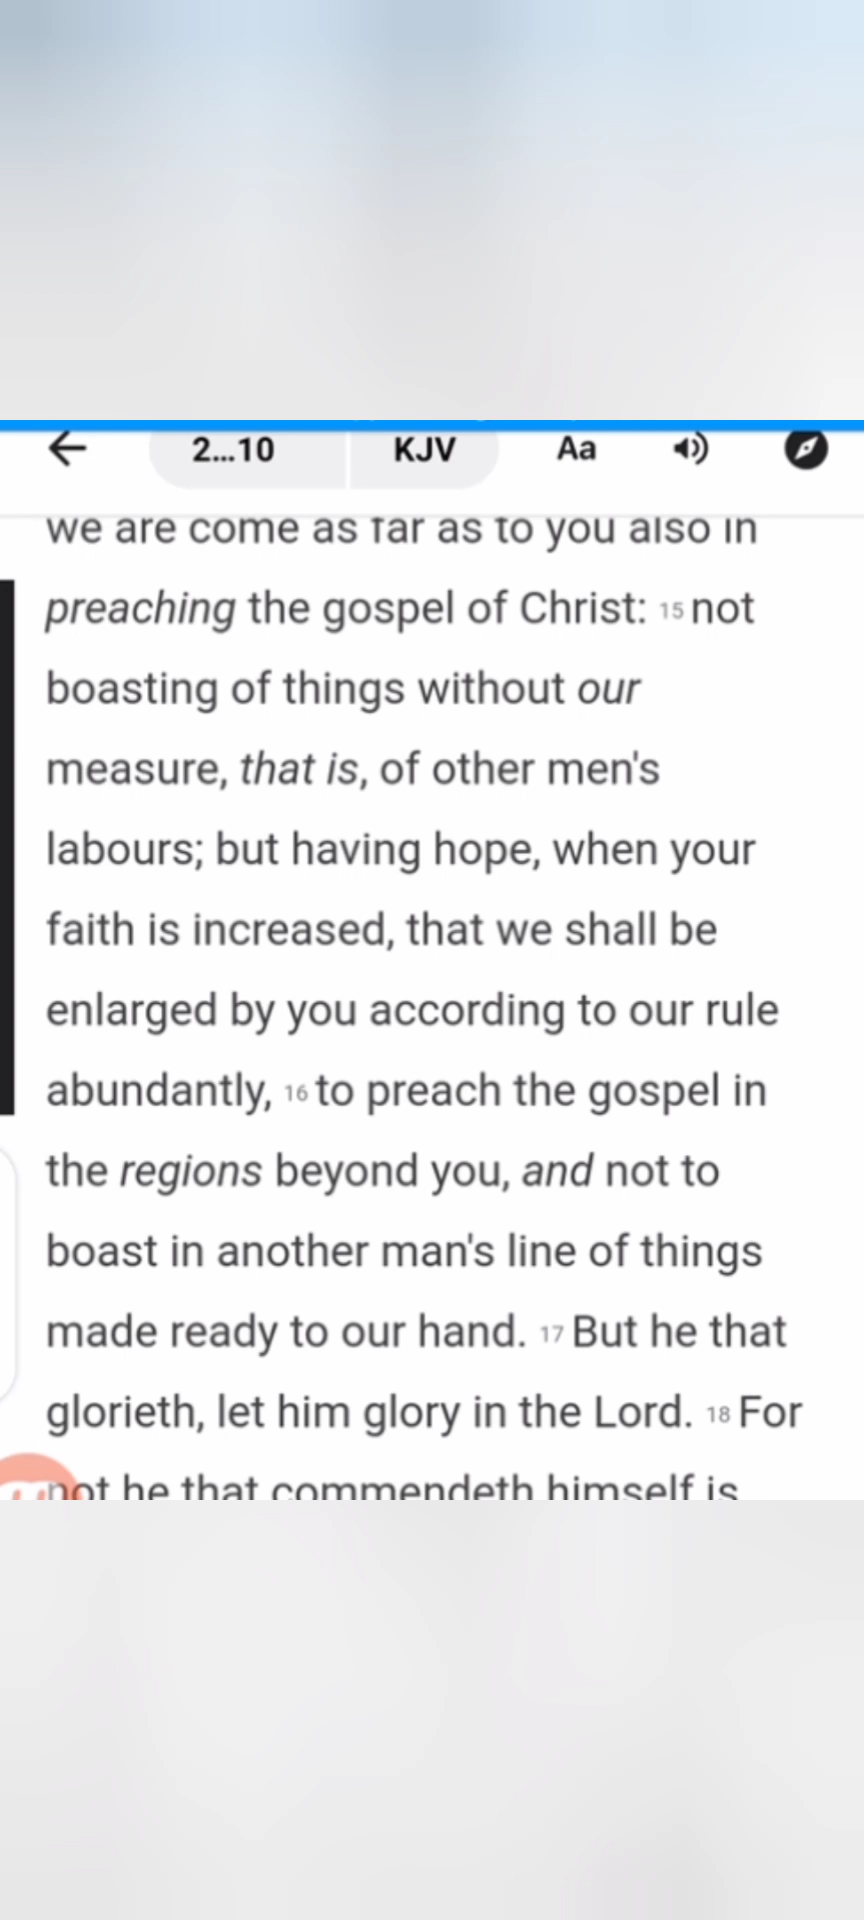 2...10 KJV Aa
we are come as far as to you also in
preaching the gospel of Christ: 15 not
boasting of things without our
measure, that is, of other men's
labours; but having hope, when your
faith is increased, that we shall be
enlarged by you according to our rule
abundantly, 16 to preach the gospel in
the regions beyond you, and not to
boast in another man's line of things
made ready to our hand. 17 But he that
glorieth, let him glory in the Lord. 18 For
not he that commendeth himself is